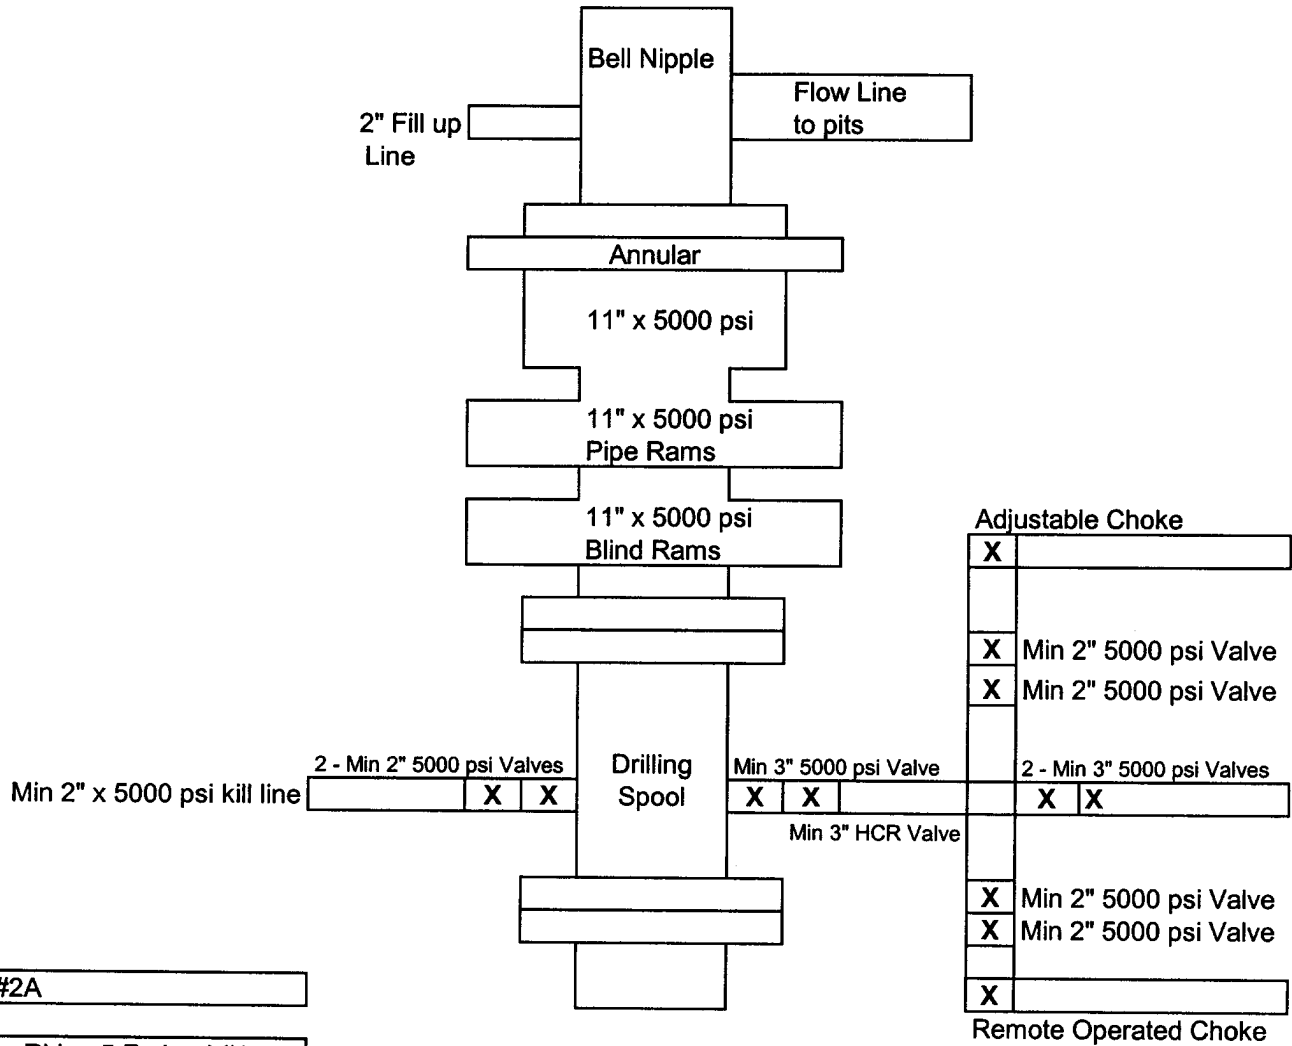 Bell Nipple
Flow Line
to pits
2" Fill up
Line
Annular
11" x 5000 psi
11" x 5000 psi
Pipe Rams
11" x 5000 psi
Blind Rams
Adjustable Choke
X
X Min 2" 5000 psi Valve
X Min 2" 5000 psi Valve
2 - Min 2" 5000 psi Valves
Drilling
Spool
Min 3" 5000 psi Valve
2 - Min 3" 5000 psi Valves
Min 2" x 5000 psi kill line
X X
X X
X X
Min 3" HCR Valve
X Min 2" 5000 psi Valve
X Min 2" 5000 psi Valve
X
Remote Operated Choke
#2A